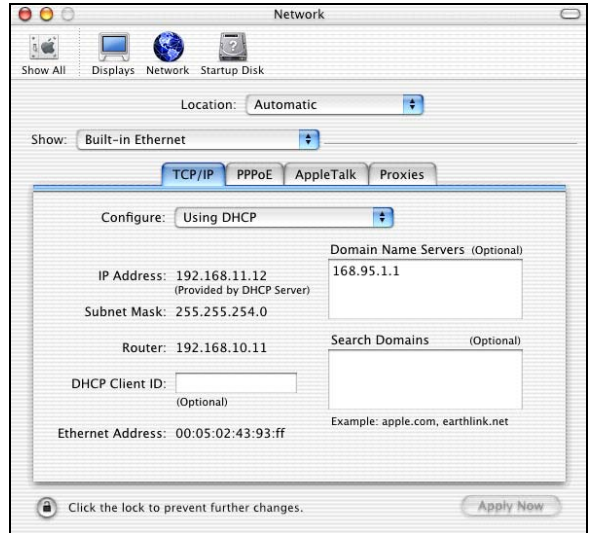 Network
Show All Displays Network Startup Disk
Location: Automatic
Show: Built-in Ethernet
TCP/IP PPPoE AppleTalk Proxies
Configure: Using DHCP
Domain Name Servers (Optional)
168.95.1.1
IP Address: 192.168.11.12
(Provided by DHCP Server)
Subnet Mask: 255.255.254.0
Router: 192.168.10.11
Search Domains (Optional)
DHCP Client ID:
(Optional)
Example: apple.com, earthlink.net
Ethernet Address: 00:05:02:43:93:ff
Click the lock to prevent further changes.
Apply Now